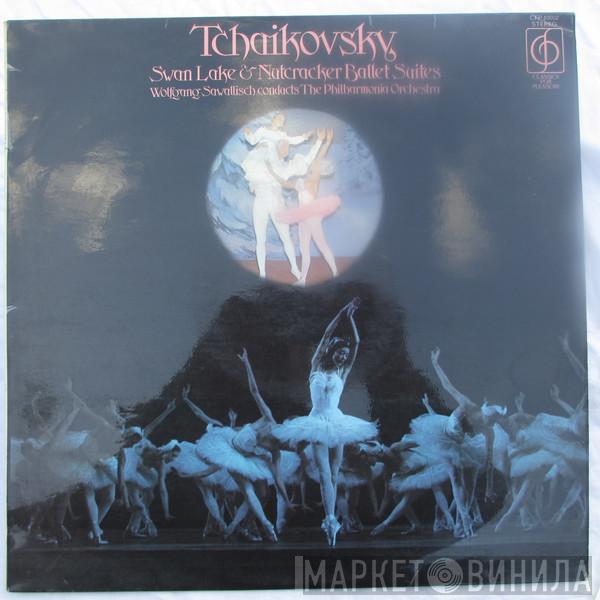 Tchaikovsky
Swan Lake & Nutcracker Ballet Suites
Wolfgang Sawallisch conducts The Philharmonia Orchestra
STEREO
CLASSICS
FOR
PLEASURE
МАРКЕТ ВИНИЛА